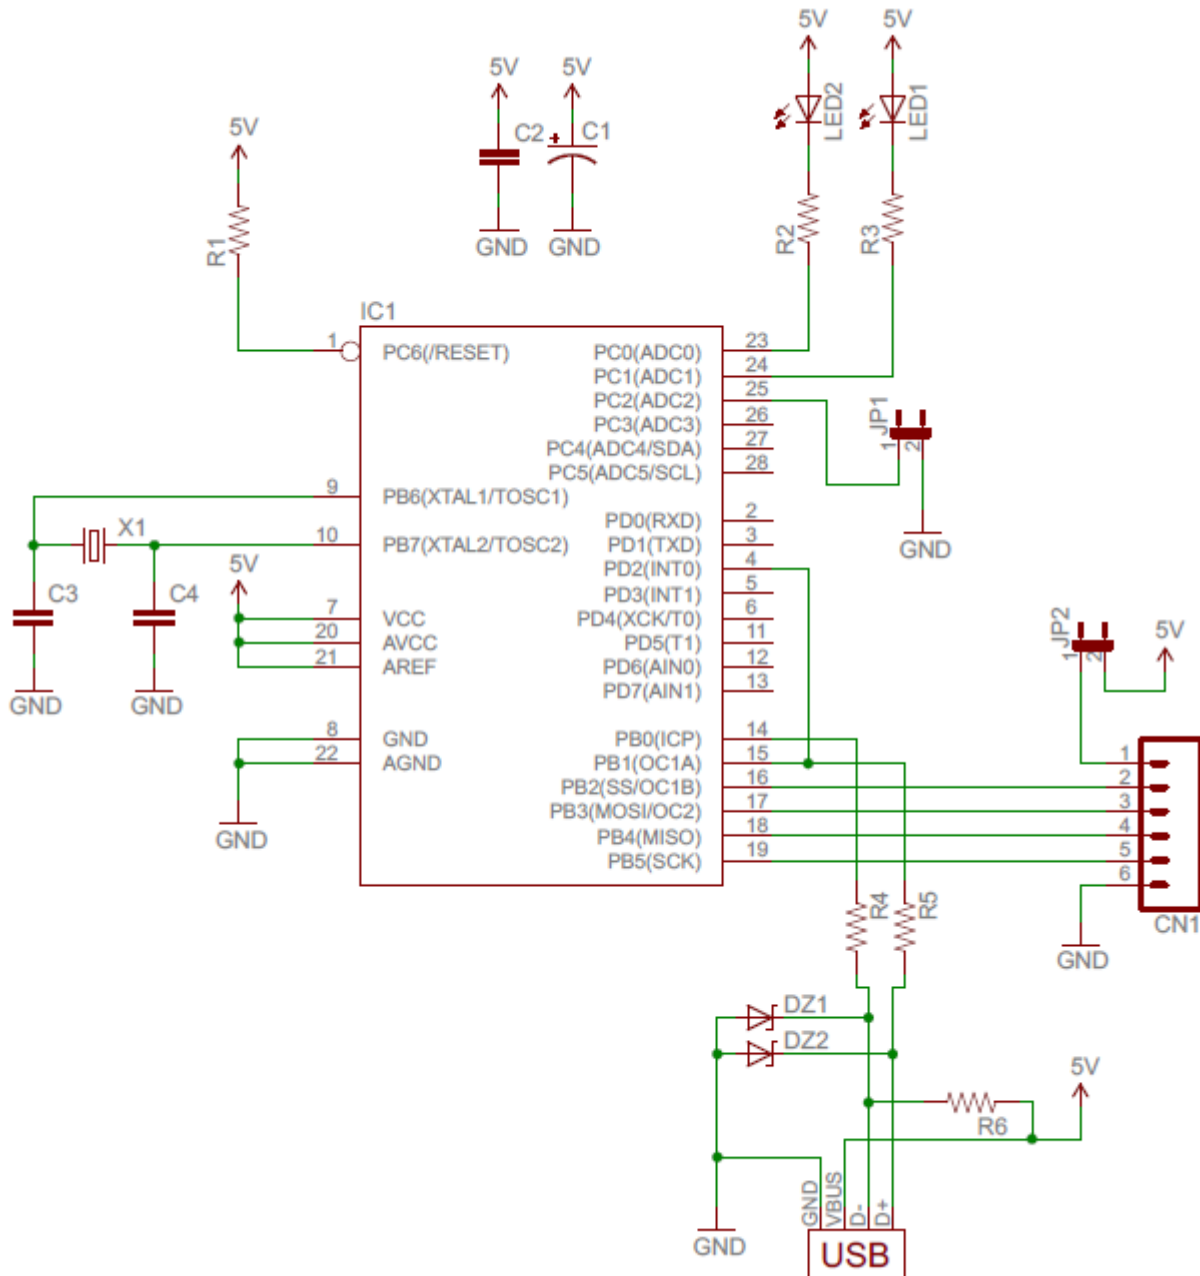 5V 5V
5V 5V
LED2 LED1
C2 + C1
5V
R1
R2 R3
GND GND
IC1
1 PC6(/RESET) PC0(ADC0) 23
PC1(ADC1) 24
PC2(ADC2) 25
PC3(ADC3) 26
PC4(ADC4/SDA) 27
PC5(ADC5/SCL) 28
JP1
1 2
GND
9 PB6(XTAL1/TOSC1)
PD0(RXD) 2
X1 10 PB7(XTAL2/TOSC2) PD1(TXD) 3
5V PD2(INT0) 4
C3 C4 PD3(INT1) 5
7 VCC PD4(XCK/T0) 6
20 AVCC PD5(T1) 11
21 AREF PD6(AIN0) 12
PD7(AIN1) 13
GND GND
JP2
1 2
5V
8 GND PB0(ICP) 14
22 AGND PB1(OC1A) 15 1
PB2(SS/OC1B) 16 2
PB3(MOSI/OC2) 17 3
PB4(MISO) 18 4
PB5(SCK) 19 5
6
GND
R4 R5
CN1
GND
DZ1
DZ2
5V
R6
GND VBUS D- D+
GND
USB